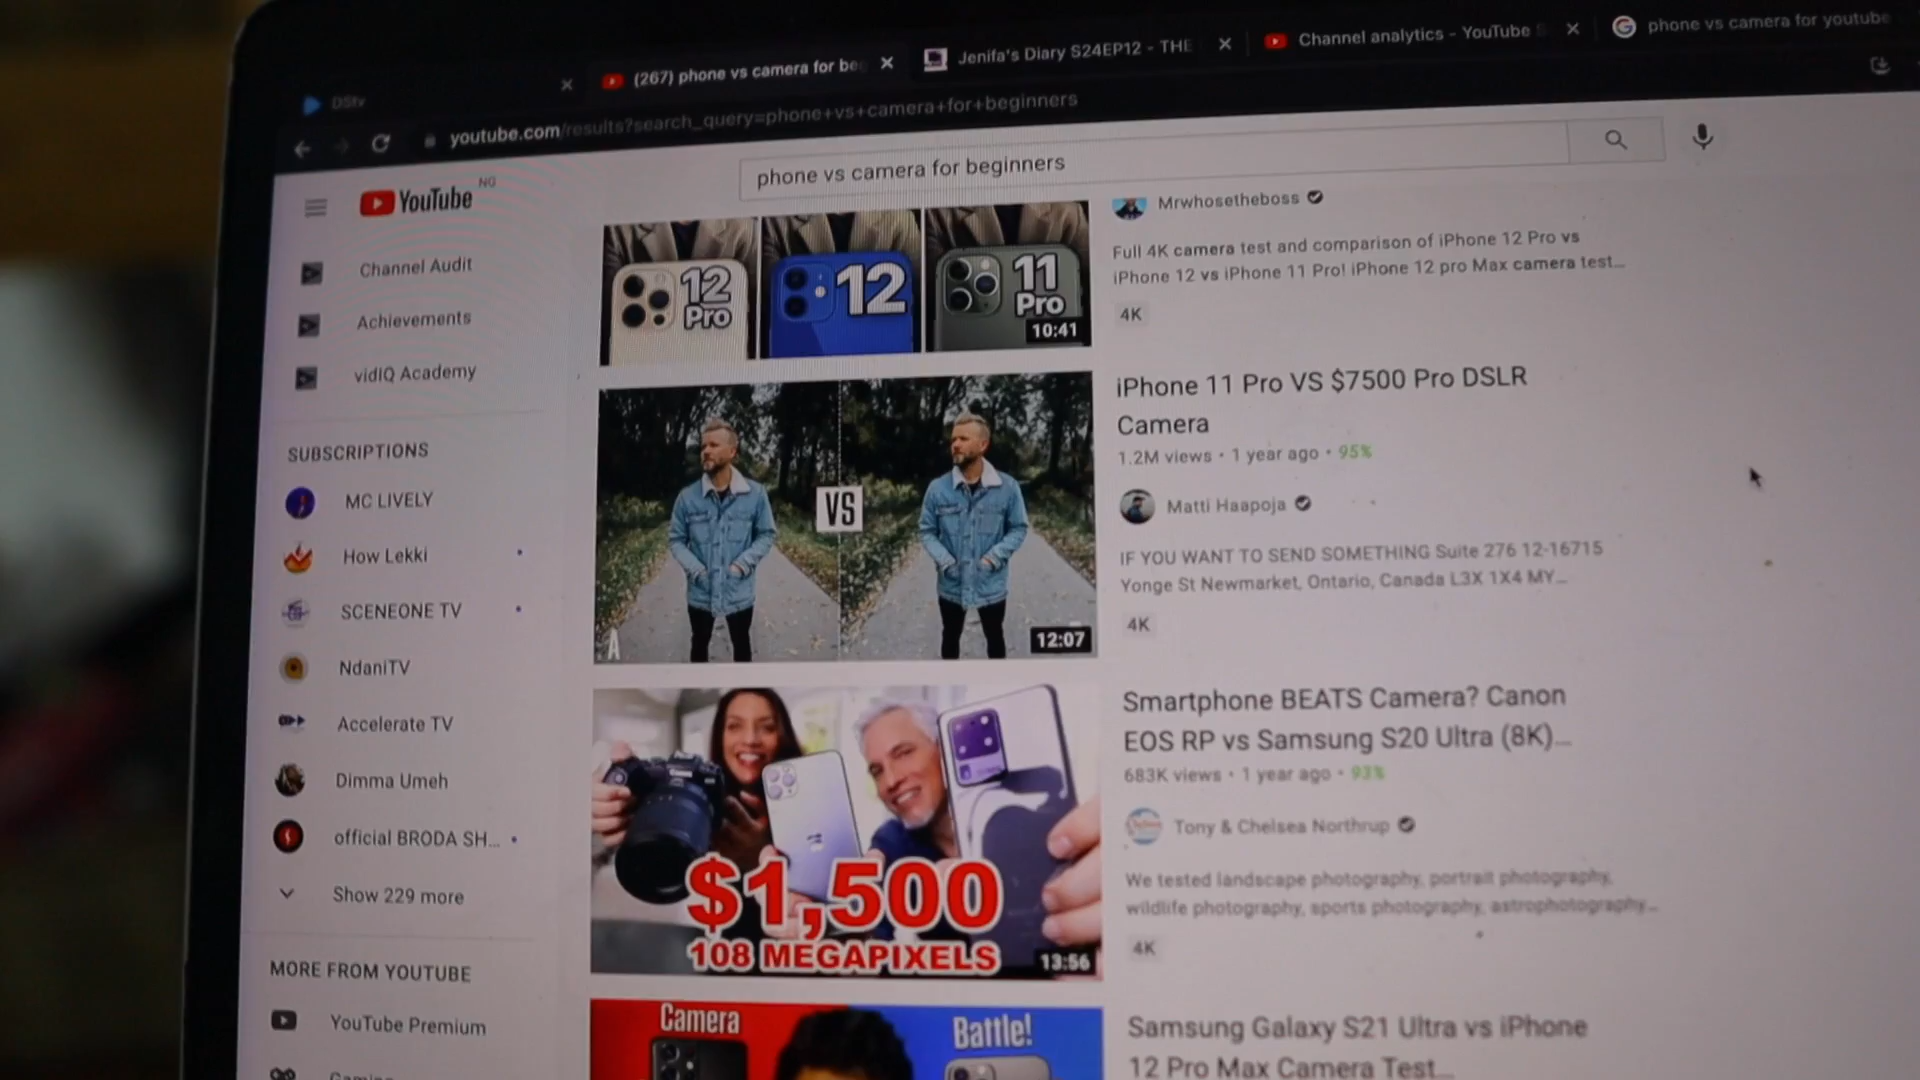 DStv
(267) phone vs camera for be
Jenifa's Diary S24EP12 - THE
Channel analytics - YouTube S
phone vs camera for youtube
youtube.com/results?search_query=phone+vs+camera+for+beginners
YouTube NG
phone vs camera for beginners
Channel Audit
Achievements
vidIQ Academy
SUBSCRIPTIONS
MC LIVELY
How Lekki
SCENEONE TV
NdaniTV
Accelerate TV
Dimma Umeh
official BRODA SH...
Show 229 more
MORE FROM YOUTUBE
YouTube Premium
Gaming
12 Pro
12
11 Pro
10:41
Mrwhosetheboss
Full 4K camera test and comparison of iPhone 12 Pro vs
iPhone 12 vs iPhone 11 Pro! iPhone 12 pro Max camera test...
4K
VS
A
12:07
iPhone 11 Pro VS $7500 Pro DSLR
Camera
1.2M views • 1 year ago • 95%
Matti Haapoja
IF YOU WANT TO SEND SOMETHING Suite 276 12-16715
Yonge St Newmarket, Ontario, Canada L3X 1X4 MY...
4K
Canon
$1,500
108 MEGAPIXELS
13:56
Smartphone BEATS Camera? Canon
EOS RP vs Samsung S20 Ultra (8K)...
683K views • 1 year ago • 93%
Tony & Chelsea Northrup
We tested landscape photography, portrait photography,
wildlife photography, sports photography, astrophotography...
4K
Camera
Battle!
Samsung Galaxy S21 Ultra vs iPhone
12 Pro Max Camera Test...